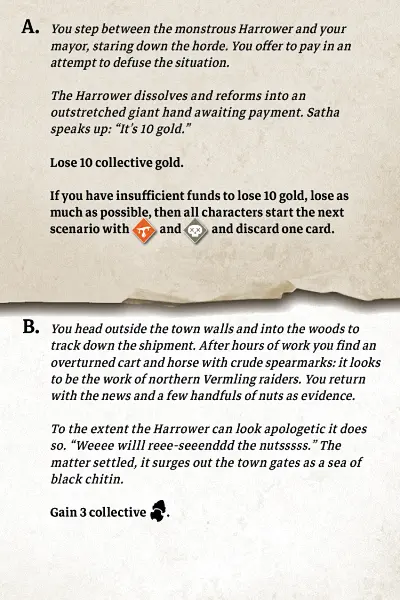 A. You step between the monstrous Harrower and your
mayor, staring down the horde. You offer to pay in an
attempt to defuse the situation.
The Harrower dissolves and reforms into an
outstretched giant hand awaiting payment. Satha
speaks up: “It’s 10 gold.”
Lose 10 collective gold.
If you have insufficient funds to lose 10 gold, lose as
much as possible, then all characters start the next
scenario with and and discard one card.
B. You head outside the town walls and into the woods to
track down the shipment. After hours of work you find an
overturned cart and horse with crude spearmarks: it looks
to be the work of northern Vermling raiders. You return
with the news and a few handfuls of nuts as evidence.
To the extent the Harrower can look apologetic it does
so. “Weeee willl reee-seeenddd the nutsssss.” The
matter settled, it surges out the town gates as a sea of
black chitin.
Gain 3 collective .